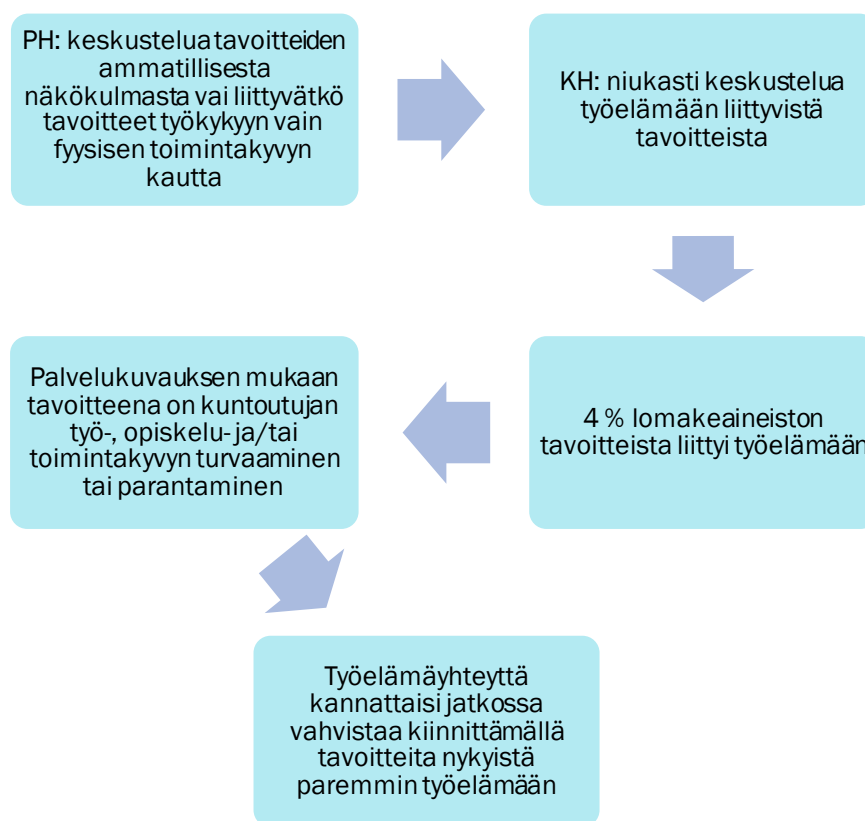 PH: keskustelua tavoitteiden
ammatillisesta
näkökulmasta vai liittyvätkö
tavoitteet työkykyyn vain
fyysisen toimintakyvyn
kautta
KH: niukasti keskustelua
työelämään liittyvistä
tavoitteista
4 % lomakeaineiston
tavoitteista liittyi työelämään
Palvelukuvauksen mukaan
tavoitteena on kuntoutujan
työ-, opiskelu- ja/tai
toimintakyvyn turvaaminen
tai parantaminen
Työelämäyhteyttä
kannattaisi jatkossa
vahvistaa kiinnittämällä
tavoitteita nykyistä
paremmin työelämään